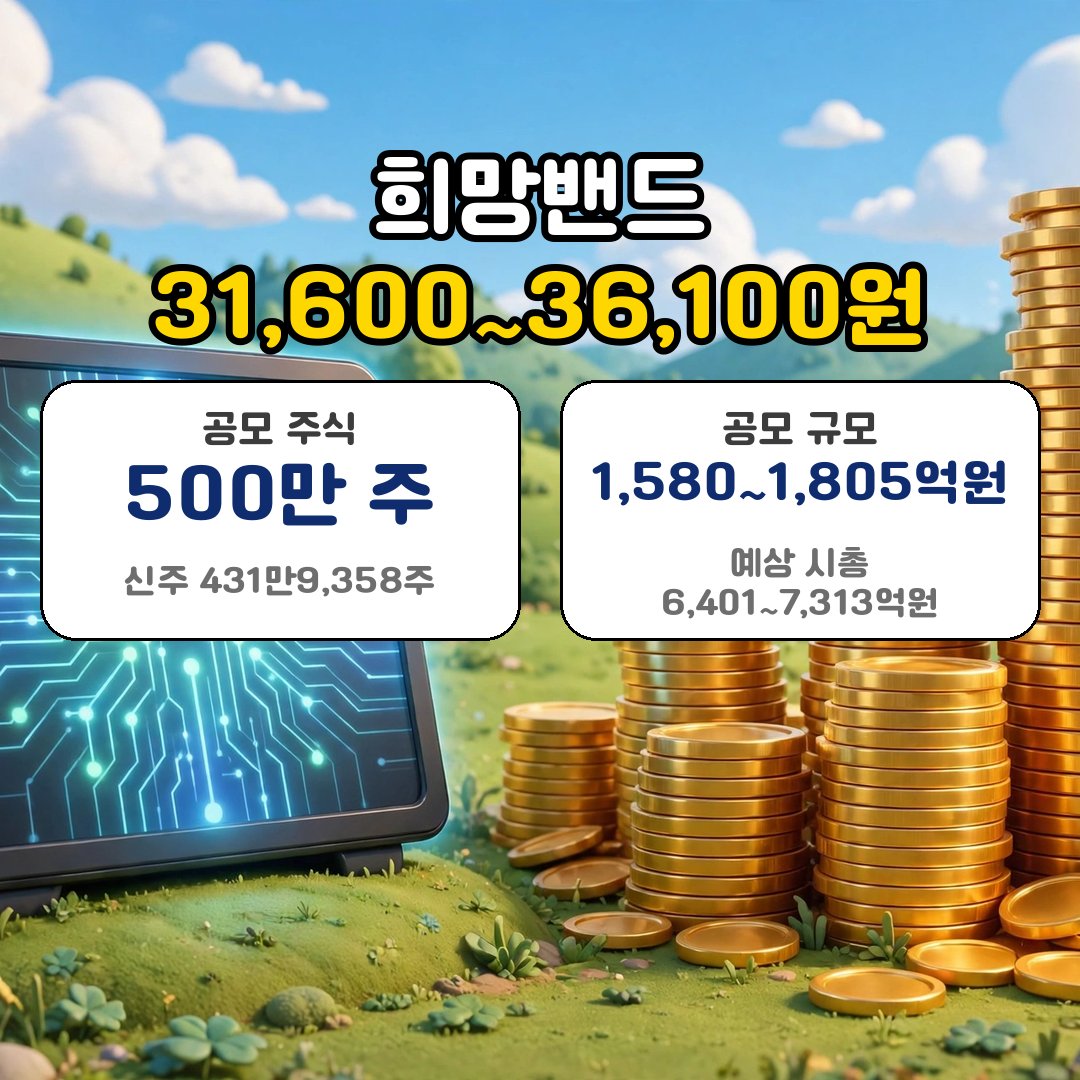 희망밴드
31,600~36,100원
공모 주식
500만 주
신주 431만9,358주
공모 규모
1,580~1,805억원
예상 시총
6,401~7,313억원